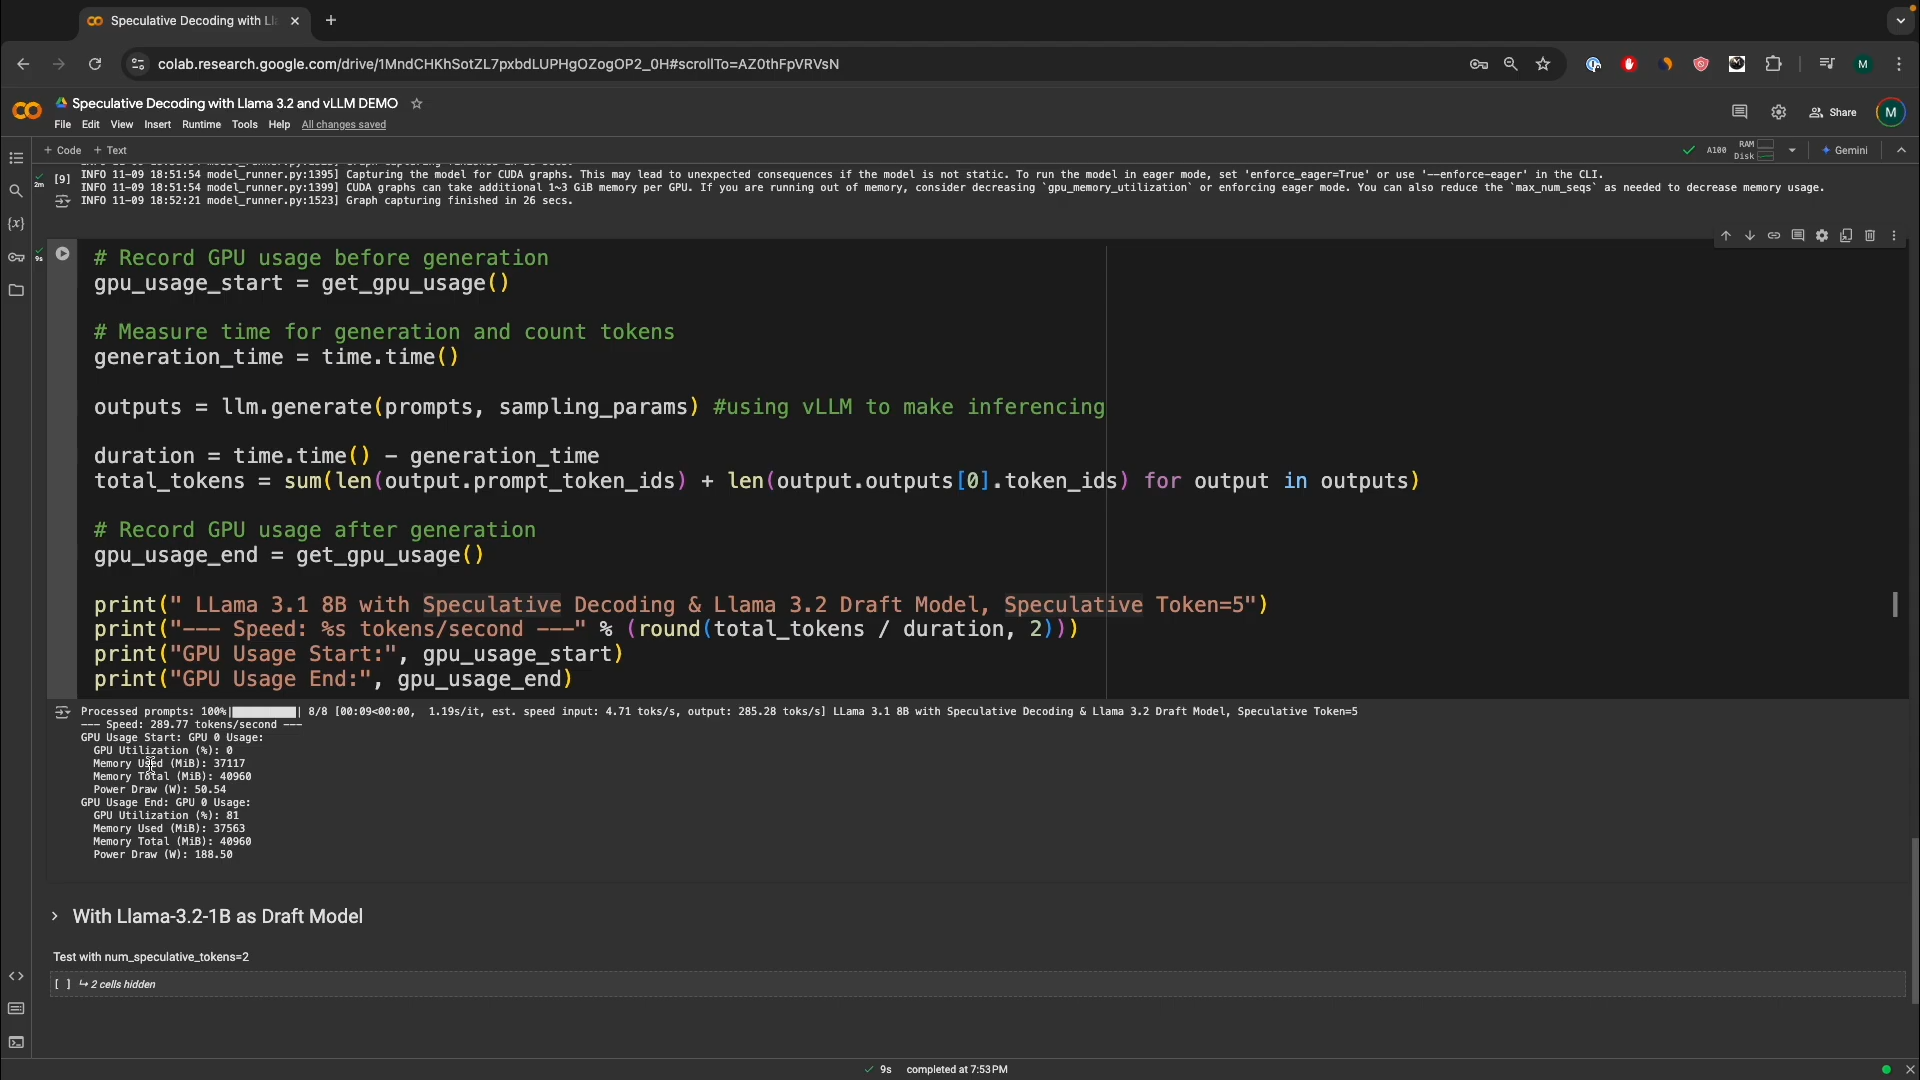 Speculative Decoding with Ll
colab.research.google.com/drive/1MndCHKhSotZL7pxbdLUPHgOZogOP2_0H#scrollTo=AZ0thFpVRVsN
M
Speculative Decoding with Llama 3.2 and vLLM DEMO
File Edit View Insert Runtime Tools Help All changes saved
Share
M
+ Code + Text
A100 RAM Disk
Gemini
2m
[9]
INFO 11-09 18:51:54 model_runner.py:1395] Capturing the model for CUDA graphs. This may lead to unexpected consequences if the model is not static. To run the model in eager mode, set 'enforce_eager=True' or use '--enforce-eager' in the CLI.
INFO 11-09 18:51:54 model_runner.py:1399] CUDA graphs can take additional 1~3 GiB memory per GPU. If you are running out of memory, consider decreasing `gpu_memory_utilization` or enforcing eager mode. You can also reduce the `max_num_seqs` as needed to decrease memory usage.
INFO 11-09 18:52:21 model_runner.py:1523] Graph capturing finished in 26 secs.
9s
# Record GPU usage before generation
gpu_usage_start = get_gpu_usage()
# Measure time for generation and count tokens
generation_time = time.time()
outputs = llm.generate(prompts, sampling_params) #using vLLM to make inferencing
duration = time.time() - generation_time
total_tokens = sum(len(output.prompt_token_ids) + len(output.outputs[0].token_ids) for output in outputs)
# Record GPU usage after generation
gpu_usage_end = get_gpu_usage()
print(" LLama 3.1 8B with Speculative Decoding & Llama 3.2 Draft Model, Speculative Token=5")
print("--- Speed: %s tokens/second ---" % (round(total_tokens / duration, 2)))
print("GPU Usage Start:", gpu_usage_start)
print("GPU Usage End:", gpu_usage_end)
Processed prompts: 100%|██████████| 8/8 [00:09<00:00, 1.19s/it, est. speed input: 4.71 toks/s, output: 285.28 toks/s] LLama 3.1 8B with Speculative Decoding & Llama 3.2 Draft Model, Speculative Token=5
--- Speed: 289.77 tokens/second ---
GPU Usage Start: GPU 0 Usage:
GPU Utilization (%): 0
Memory Used (MiB): 37117
Memory Total (MiB): 40960
Power Draw (W): 50.54
GPU Usage End: GPU 0 Usage:
GPU Utilization (%): 81
Memory Used (MiB): 37563
Memory Total (MiB): 40960
Power Draw (W): 188.50
With Llama-3.2-1B as Draft Model
Test with num_speculative_tokens=2
[ ] ↳ 2 cells hidden
9s completed at 7:53 PM